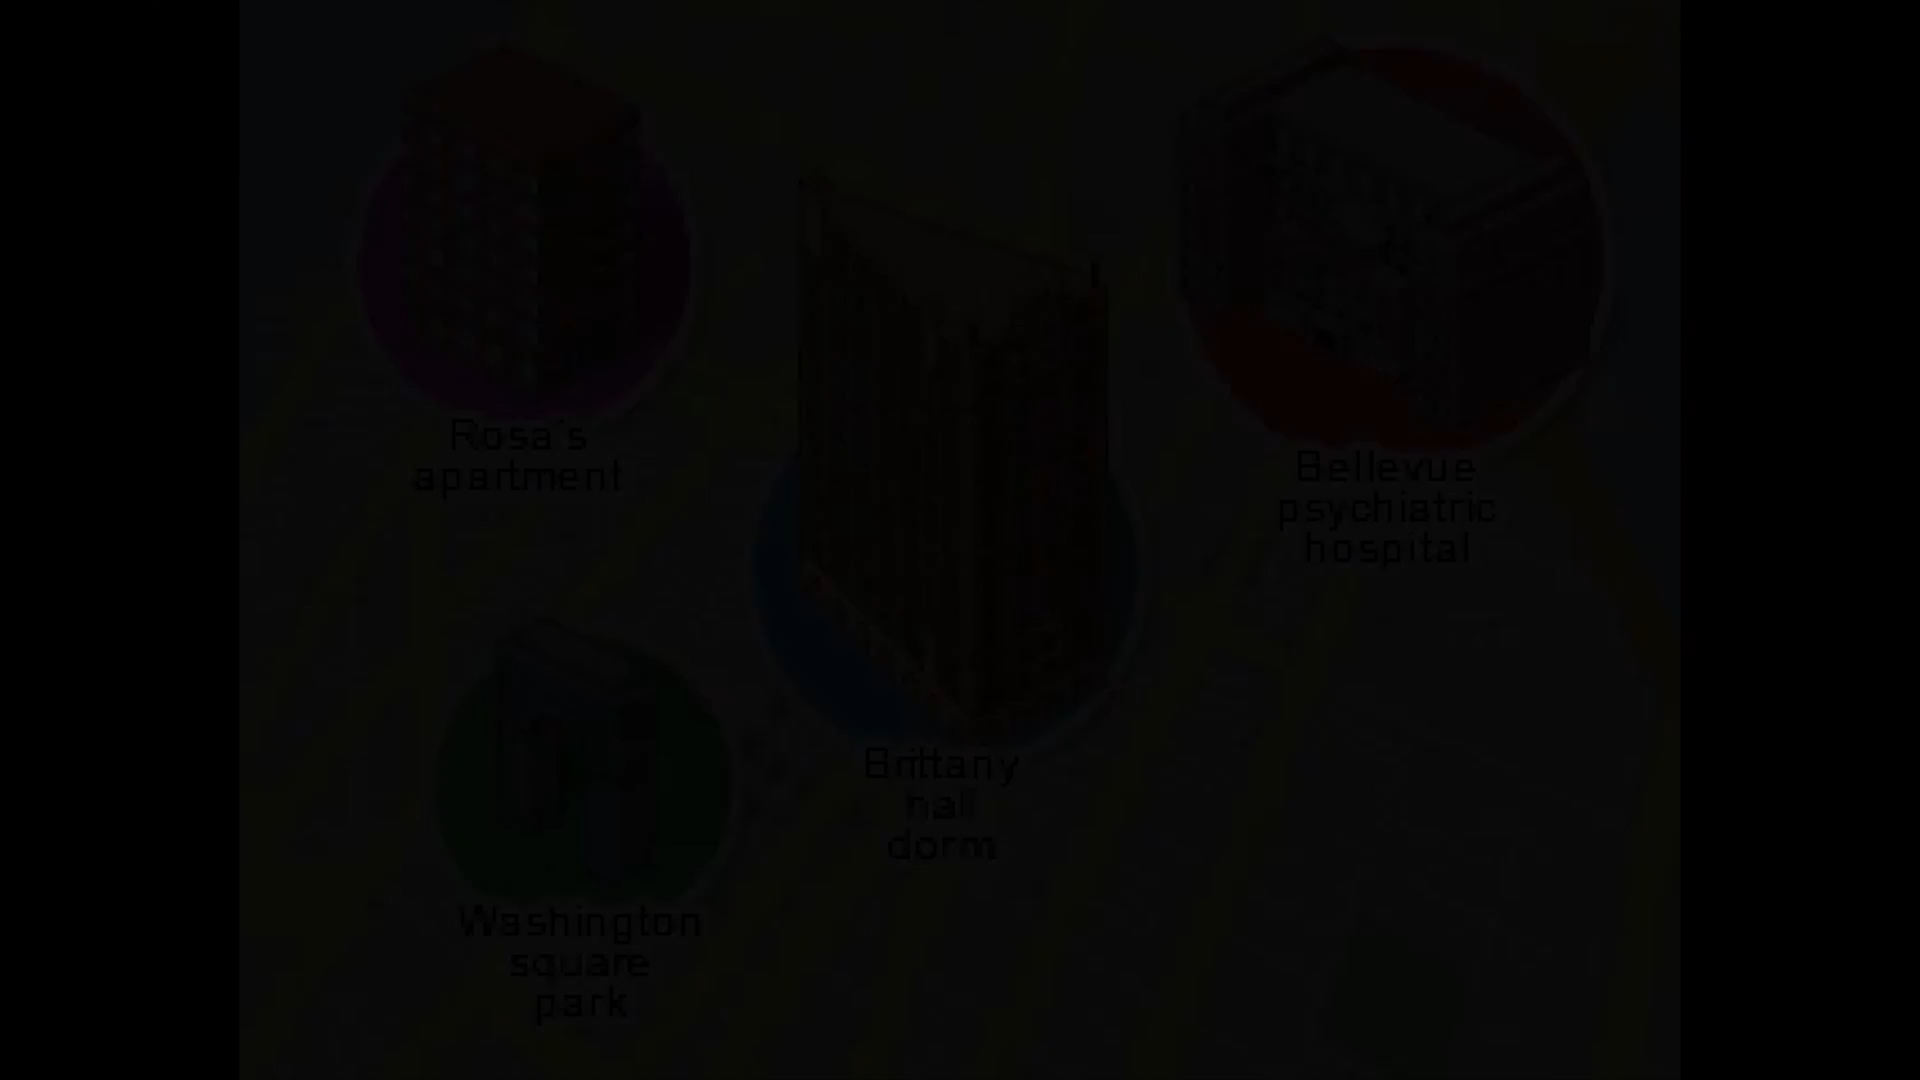 Rosa's
apartment
Bellevue
psychiatric
hospital
Brittany
hall
dorm
Washington
square
park